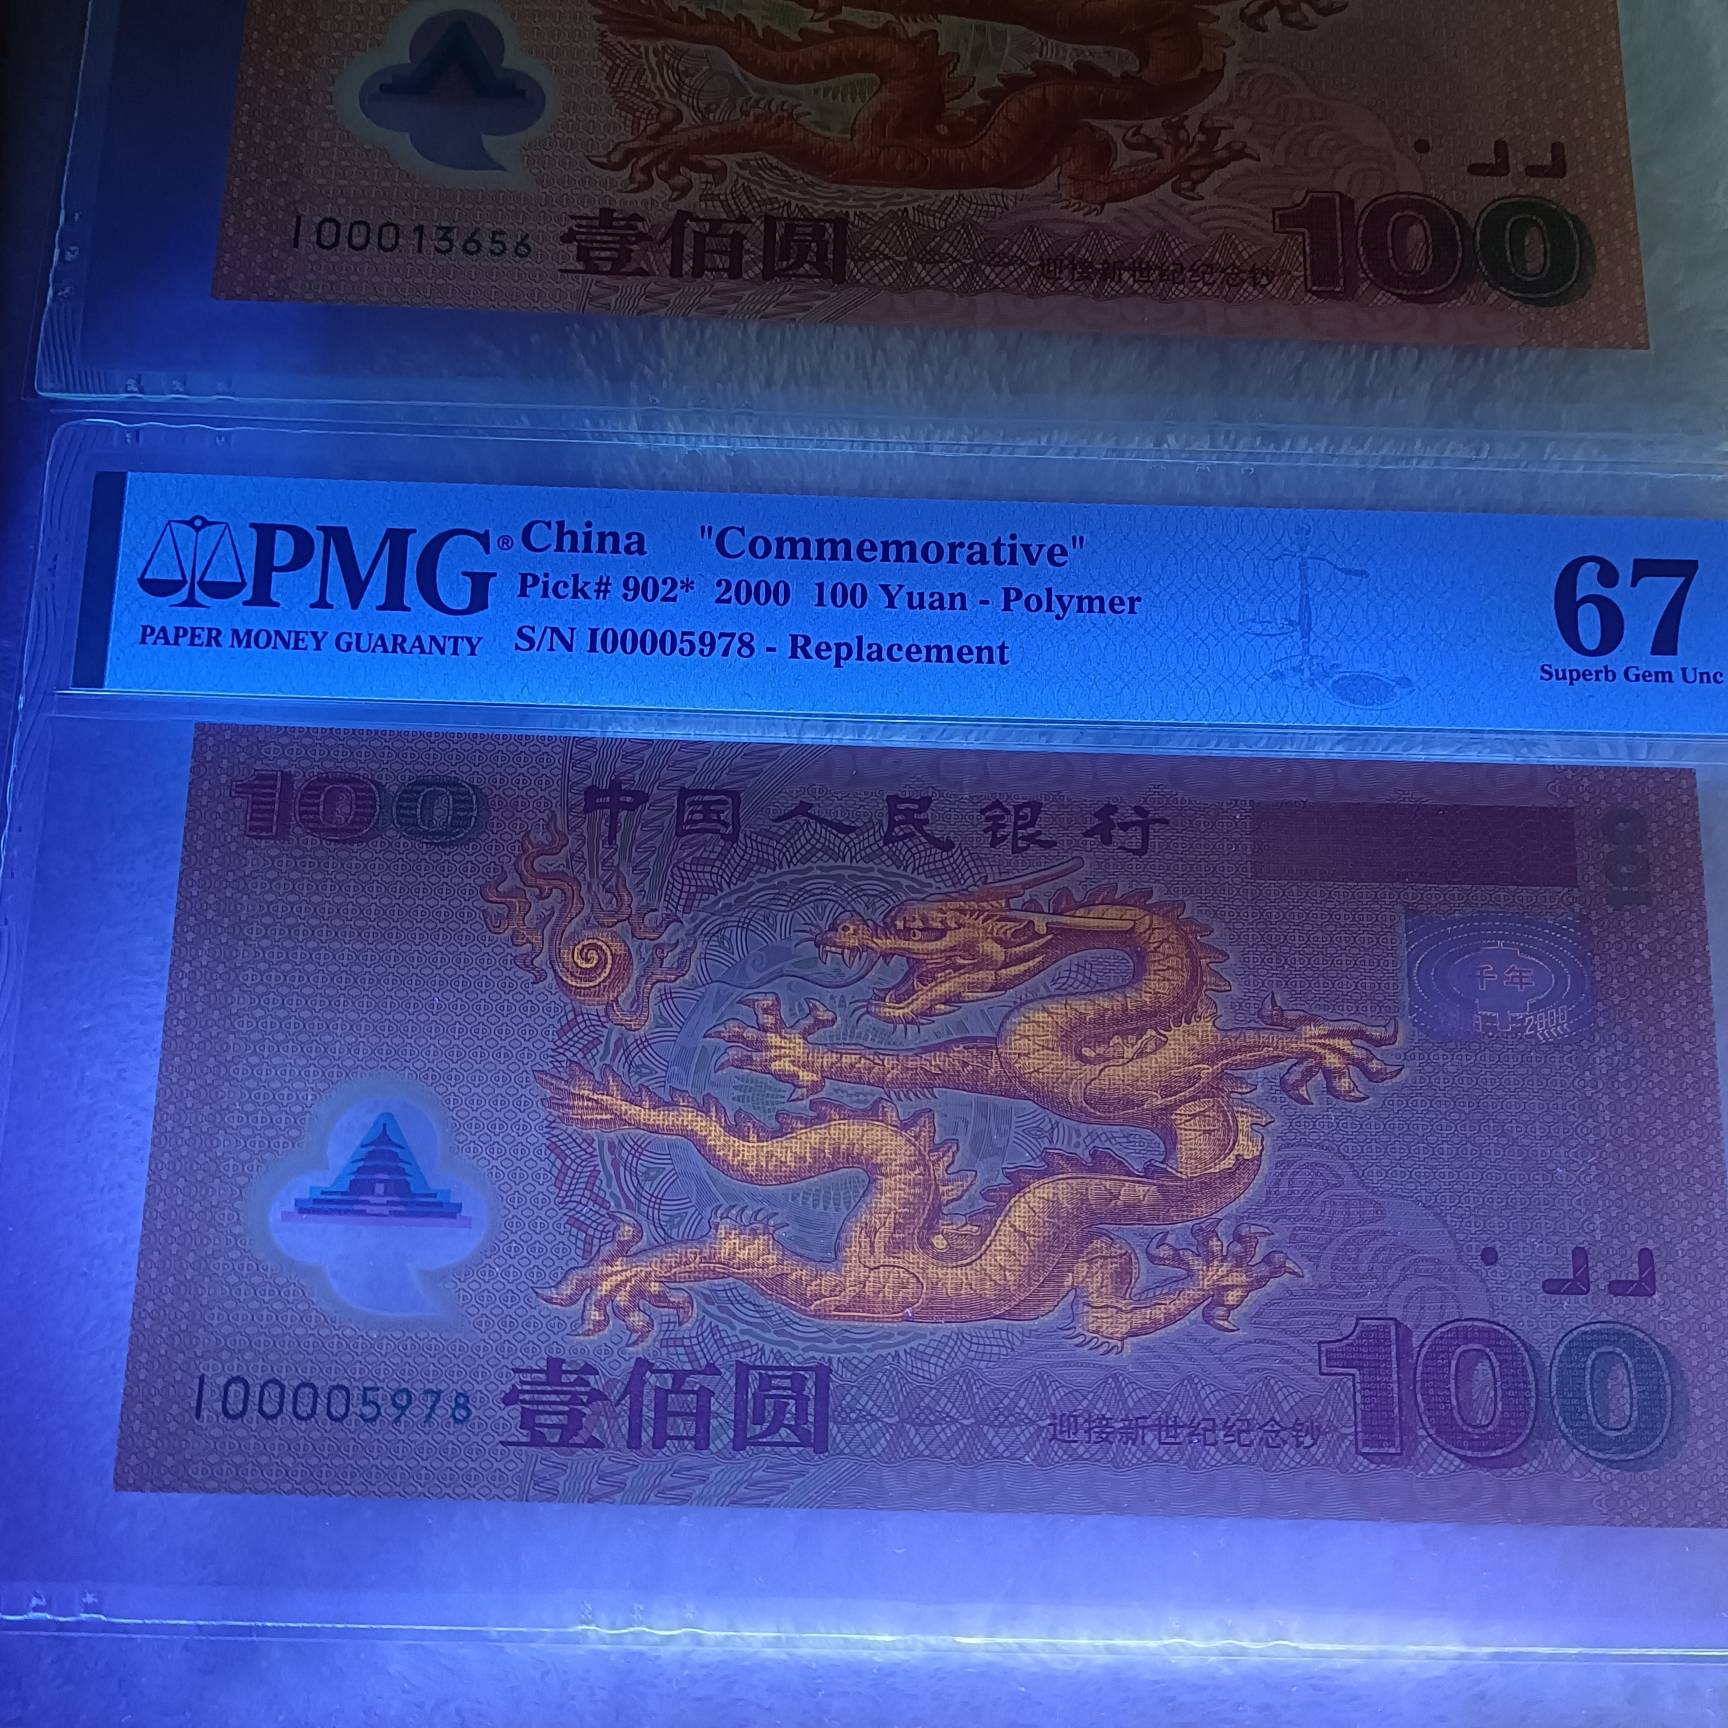 I00013656
壹佰圆
迎接新世纪纪念钞
100
PMG® China "Commemorative"
Pick# 902* 2000 100 Yuan - Polymer
PAPER MONEY GUARANTY S/N I00005978 - Replacement
67
Superb Gem Unc
100 中国人民银行
100
千年
2000
I00005978
壹佰圆
迎接新世纪纪念钞
100